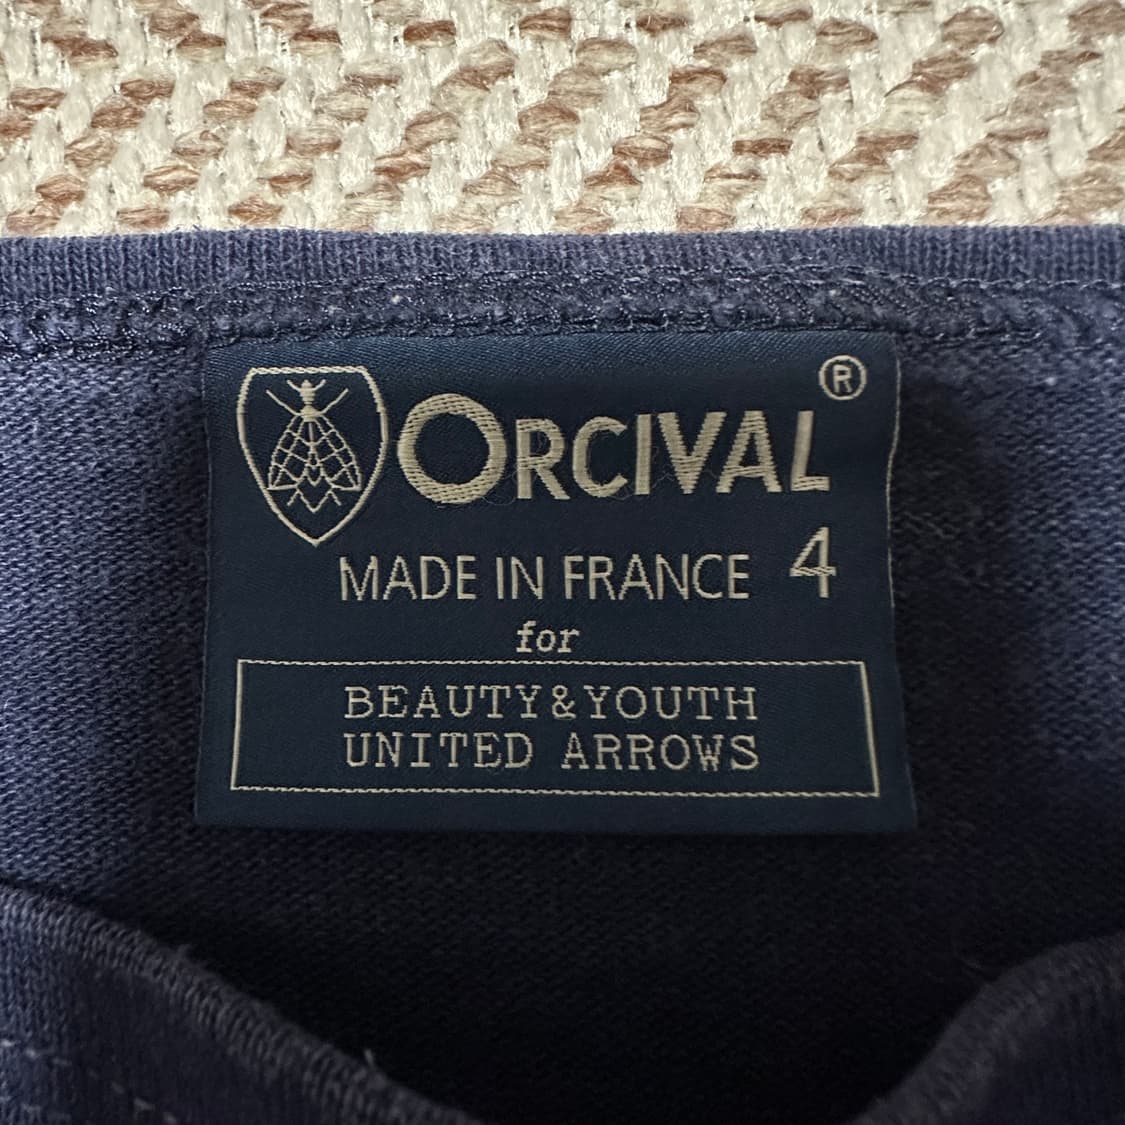 ORCIVAL®
MADE IN FRANCE 4
for
BEAUTY&YOUTH
UNITED ARROWS